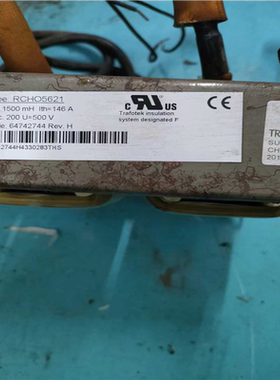 RCHO5621
1500 mH Ith=146 A
200 U=500 V
64742744 Rev: H
2744H4330283TKS
c US
Trafotek insulation
system designated F
TR
SU
CH
201